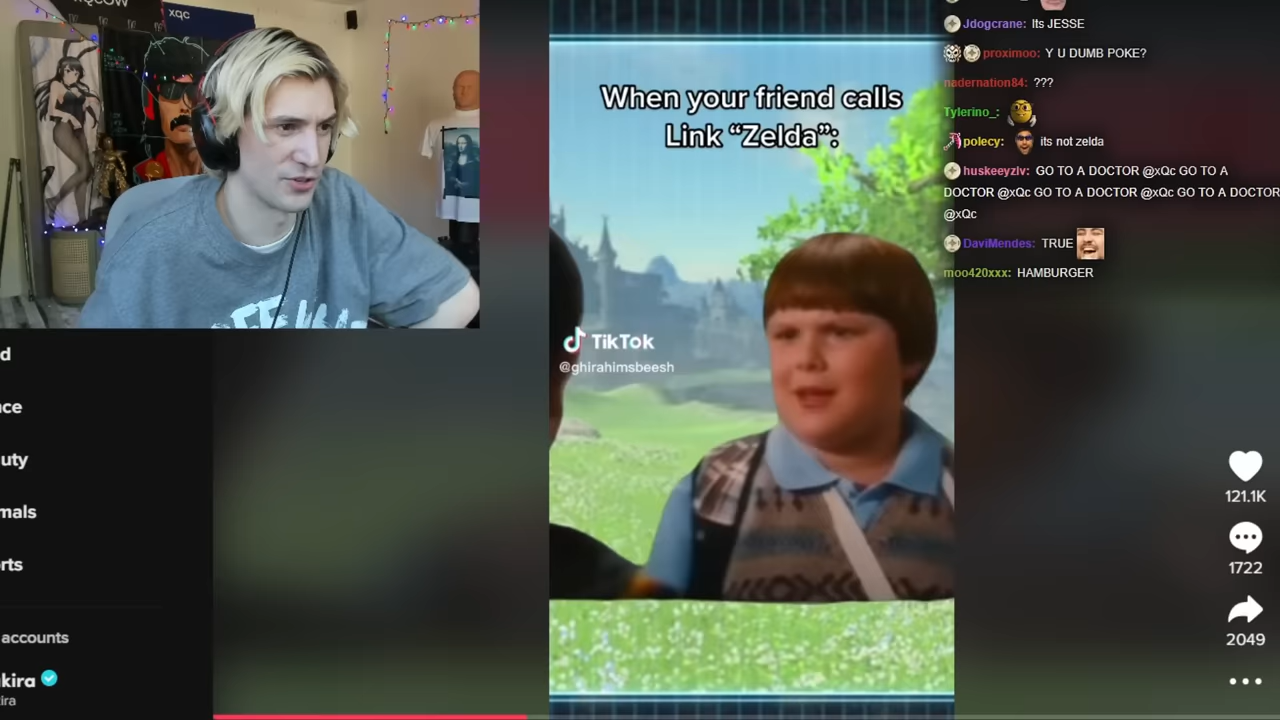 xqc
When your friend calls
Link “Zelda”:
TikTok
@ghirahimsbeesh
Jdogcrane: Its JESSE
proximoo: Y U DUMB POKE?
nadernation84: ???
Tylerino_:
polecy: its not zelda
huskeeyziv: GO TO A DOCTOR @xQc GO TO A
DOCTOR @xQc GO TO A DOCTOR @xQc GO TO A DOCTOR
@xQc
DaviMendes: TRUE
moo420xxx: HAMBURGER
d
ce
uty
mals
rts
accounts
kira
ira
121.1K
1722
2049